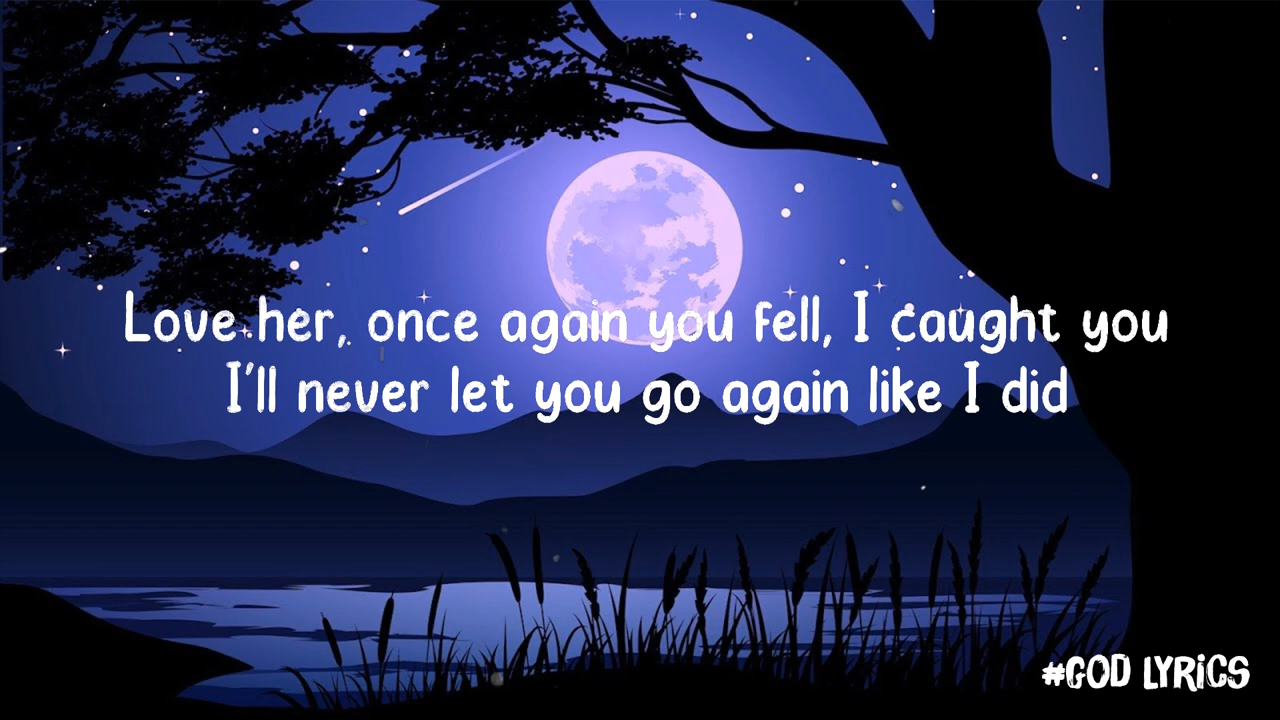 Love her, once again you fell, I caught you
I'll never let you go again like I did
#GOD LYRICS